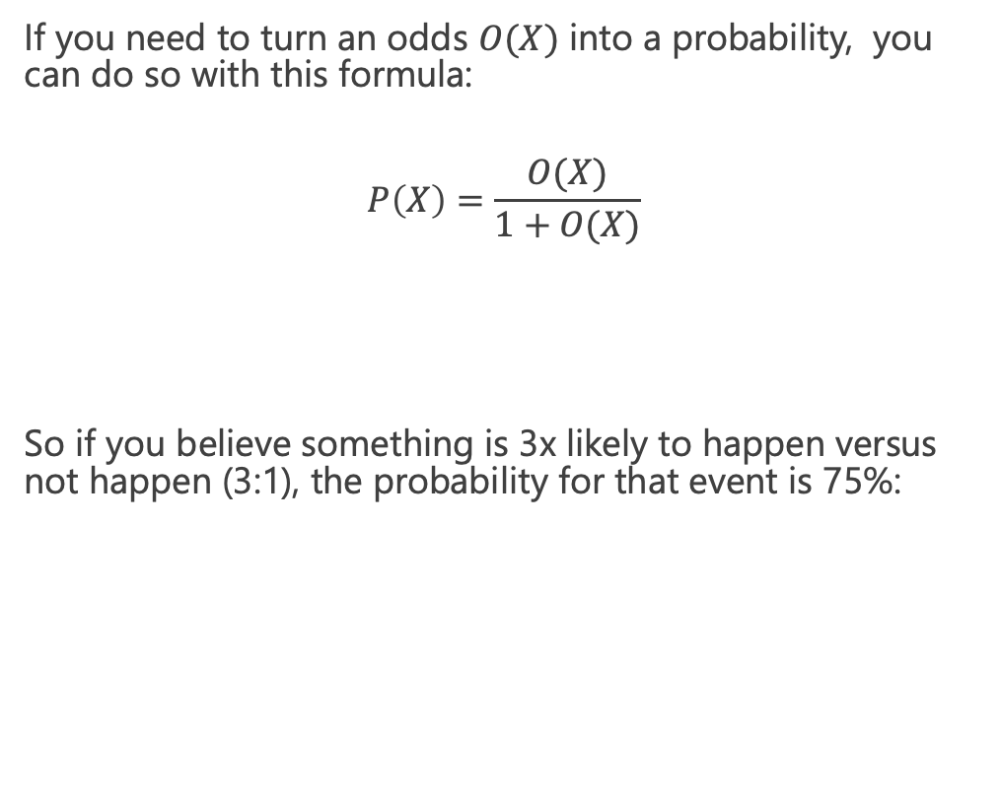 If you need to turn an odds O(X) into a probability,  you
can do so with this formula:
P(X) = O(X) / 1 + O(X)
So if you believe something is 3x likely to happen versus
not happen (3:1), the probability for that event is 75%: